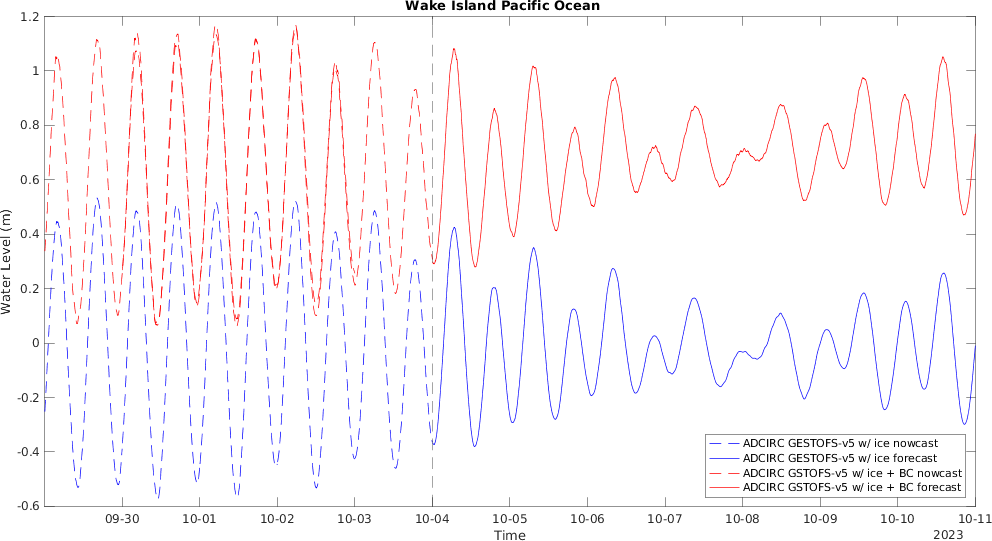 Wake Island Pacific Ocean
1.2
1
0.8
0.6
0.4
0.2
0
-0.2
-0.4
-0.6
Water Level (m)
ADCIRC GESTOFS-v5 w/ ice nowcast
ADCIRC GESTOFS-v5 w/ ice forecast
ADCIRC GSTOFS-v5 w/ ice + BC nowcast
ADCIRC GSTOFS-v5 w/ ice + BC forecast
09-30 10-01 10-02 10-03 10-04 10-05 10-06 10-07 10-08 10-09 10-10 10-11
Time
2023